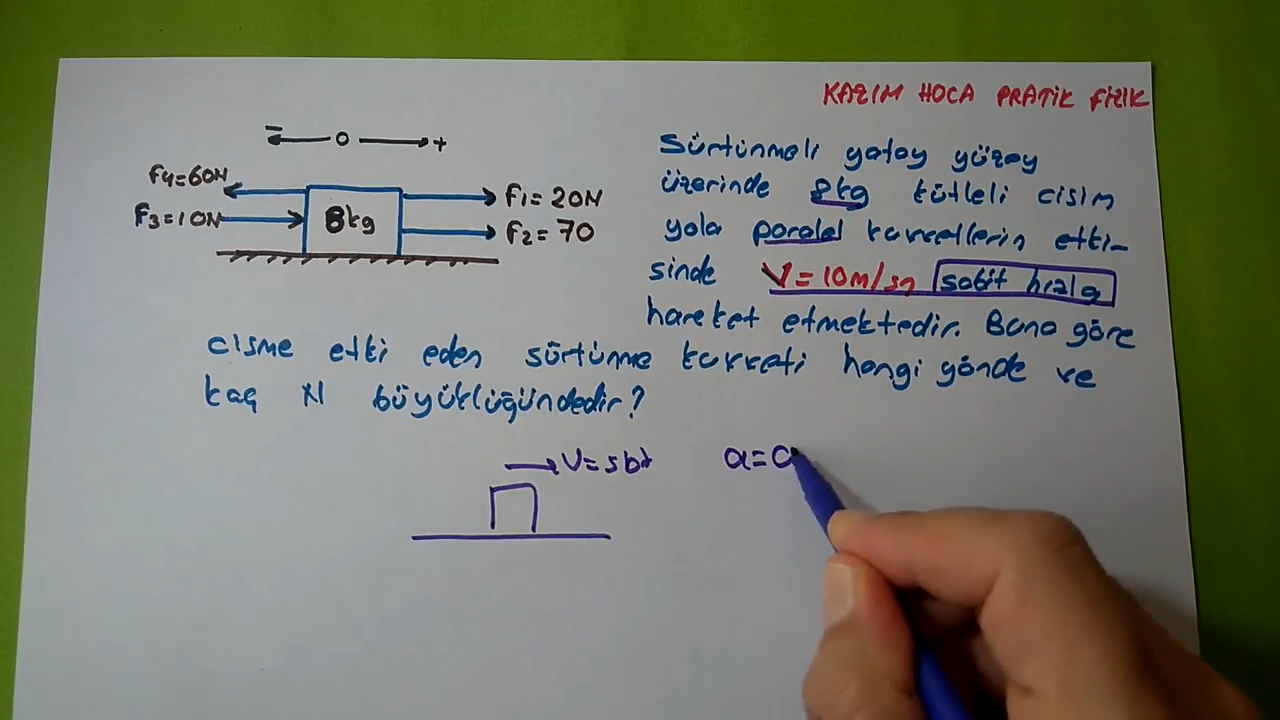 KAZIM HOCA PRATİK FİZİK
- 0 +
F4=60N
F3=10N
8kg
F1=20N
F2=70
Sürtünmeli yatay yüzey
üzerinde 8kg kütleli cisim
yola paralel kuvvetlerin etki-
sinde V=10m/sn sabit hızla
hareket etmektedir. Buna göre
cisme etki eden sürtünme kuvveti hangi yönde ve
kaç N büyüklüğündedir?
V=sbt
a=0